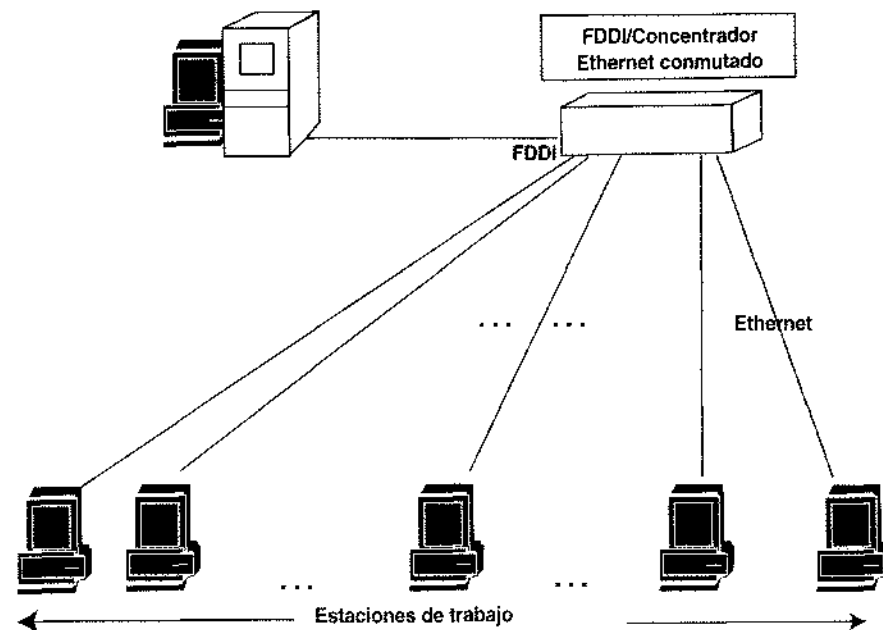 FDDI/Concentrador
Ethernet conmutado
FDDI
... ...
Ethernet
... ...
Estaciones de trabajo